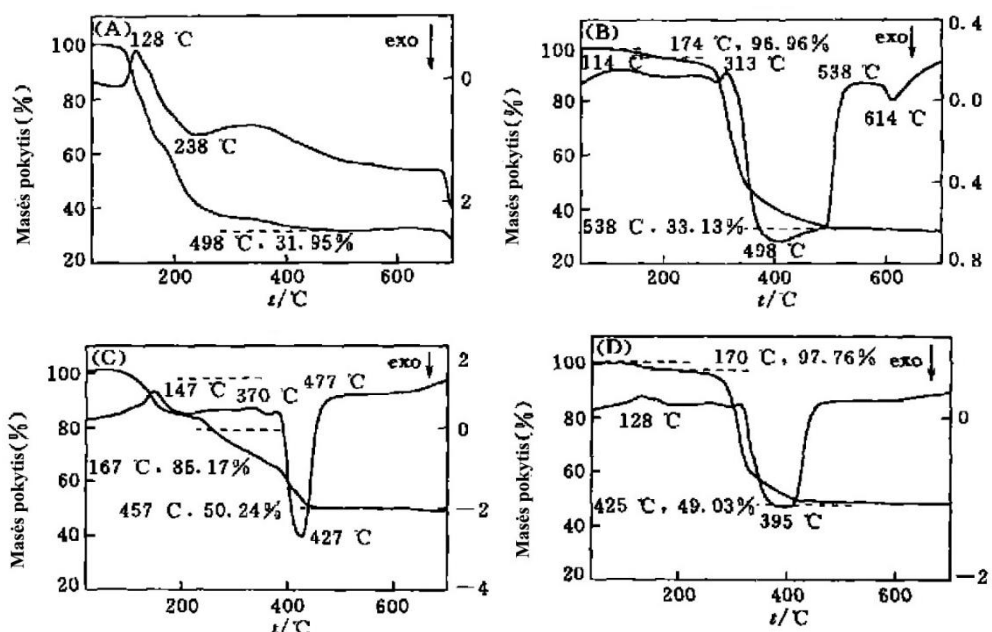 (A)
128 ℃
exo
100
80
60
40
20
0
2
238 ℃
498 ℃, 31.95%
200
400
600
t/℃
Masės pokytis(%)
(B)
174 ℃, 96.96%
exo
114 ℃
313 ℃
538 ℃
614 ℃
100
80
60
40
20
0.4
0.0
0.4
0.8
538 ℃, 33.13%
498 ℃
200
400
600
t/℃
Masės pokytis(%)
(C)
exo
147 ℃
370 ℃
477 ℃
100
80
60
40
20
2
0
−2
−4
167 ℃, 85.17%
457 ℃, 50.24%
427 ℃
200
400
600
t/℃
Masės pokytis(%)
(D)
170 ℃, 97.76%
exo
128 ℃
100
80
60
40
20
0
−2
425 ℃, 49.03%
395 ℃
200
400
600
t/℃
Masės pokytis(%)